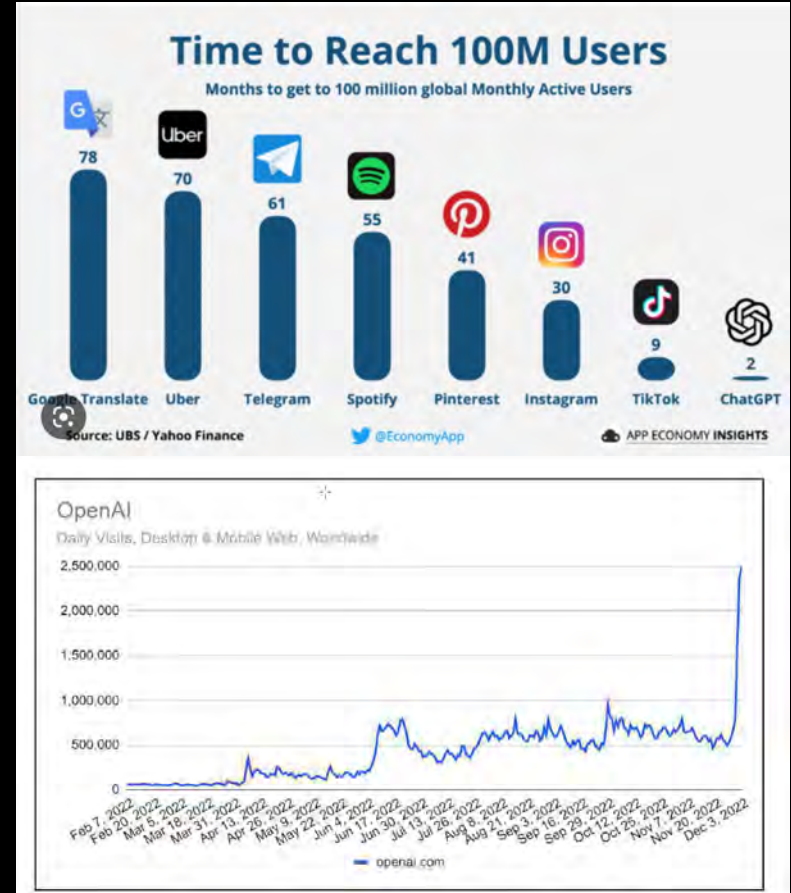 Time to Reach 100M Users
Months to get to 100 million global Monthly Active Users
G 文
Uber
78
70
61
55
41
30
9
2
Google Translate Uber Telegram Spotify Pinterest Instagram TikTok ChatGPT
Source: UBS / Yahoo Finance @EconomyApp APP ECONOMY INSIGHTS
OpenAI
Daily Visits, Desktop & Mobile Web, Worldwide
2,500,000
2,000,000
1,500,000
1,000,000
500,000
0
Feb 7, 2022
Feb 20, 2022
Mar 5, 2022
Mar 18, 2022
Mar 31, 2022
Apr 13, 2022
Apr 26, 2022
May 9, 2022
May 22, 2022
Jun 4, 2022
Jun 17, 2022
Jun 30, 2022
Jul 13, 2022
Jul 26, 2022
Aug 8, 2022
Aug 21, 2022
Sep 3, 2022
Sep 16, 2022
Sep 29, 2022
Oct 12, 2022
Oct 25, 2022
Nov 7, 2022
Nov 20, 2022
Dec 3, 2022
openai.com